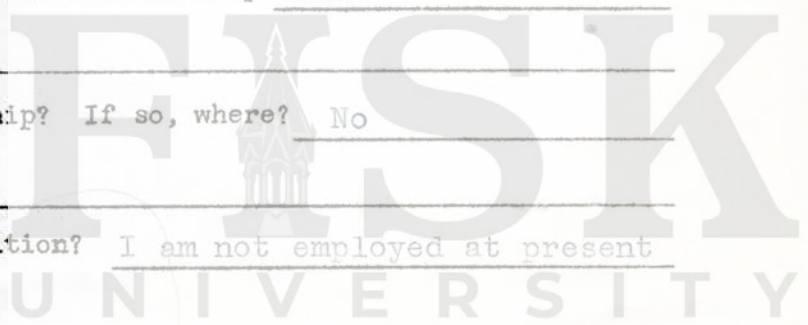 ip? If so, where? No
tion? I am not employed at present
FISK
UNIVERSITY